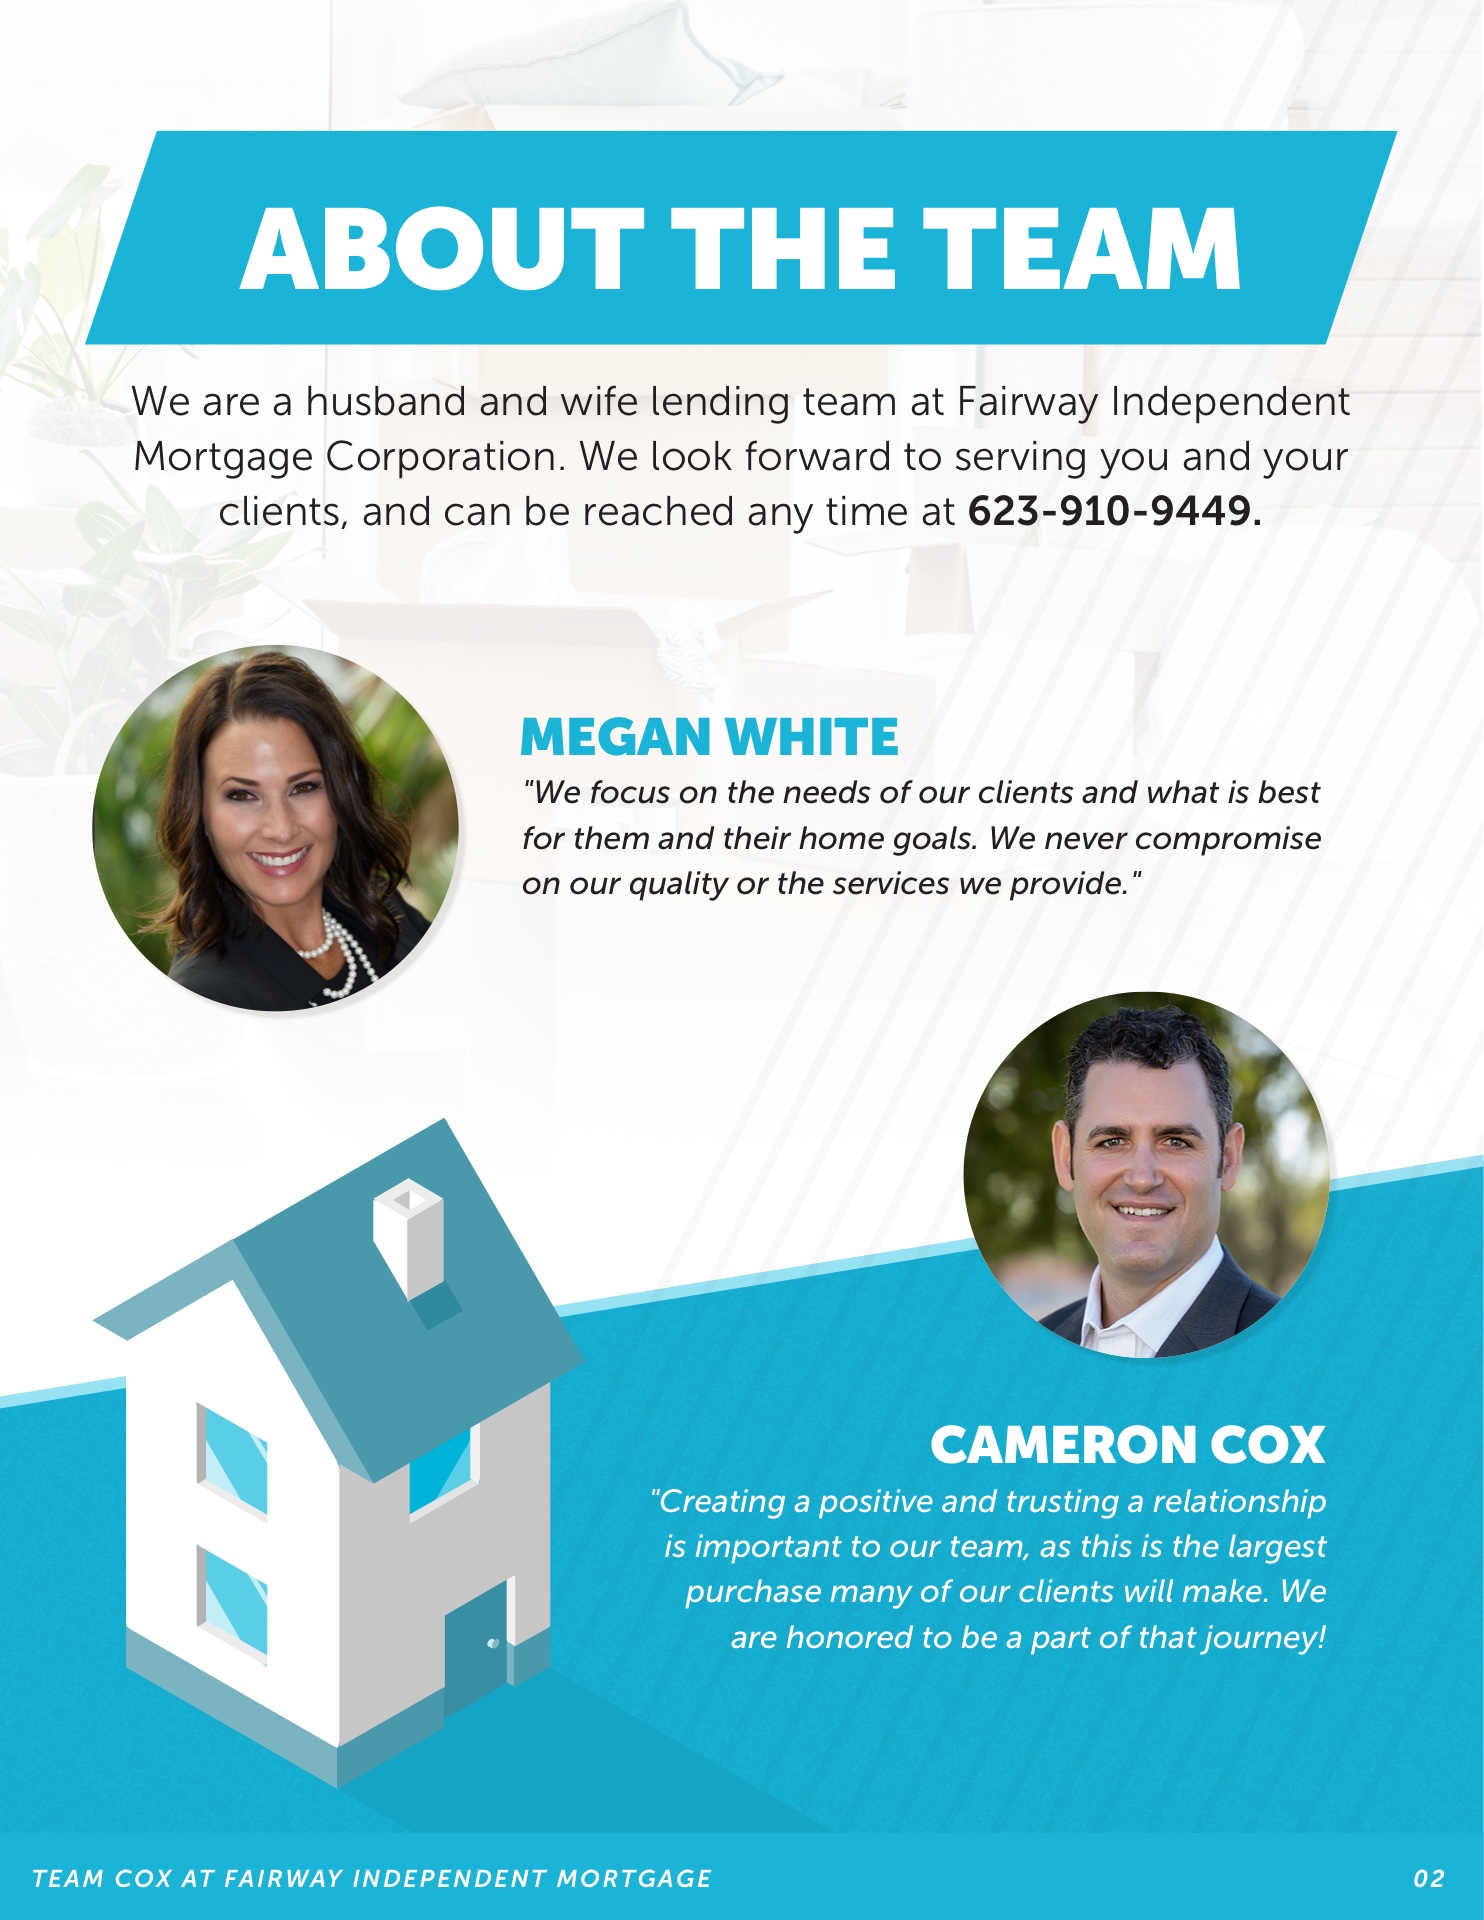 ABOUT THE TEAM
We are a husband and wife lending team at Fairway Independent
Mortgage Corporation. We look forward to serving you and your
clients, and can be reached any time at 623-910-9449.
MEGAN WHITE
"We focus on the needs of our clients and what is best
for them and their home goals. We never compromise
on our quality or the services we provide."
CAMERON COX
"Creating a positive and trusting a relationship
is important to our team, as this is the largest
purchase many of our clients will make. We
are honored to be a part of that journey!
TEAM COX AT FAIRWAY INDEPENDENT MORTGAGE
02